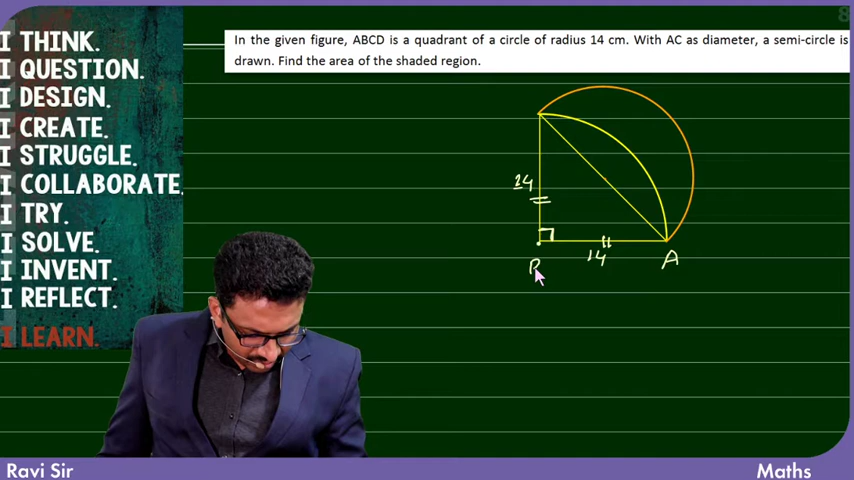 8
I THINK.
I QUESTION.
I DESIGN.
I CREATE.
I STRUGGLE.
I COLLABORATE.
I TRY.
I SOLVE.
I INVENT.
I REFLECT.
I LEARN.
In the given figure, ABCD is a quadrant of a circle of radius 14 cm. With AC as diameter, a semi-circle is
drawn. Find the area of the shaded region.
14
14
A
Ravi Sir
Maths